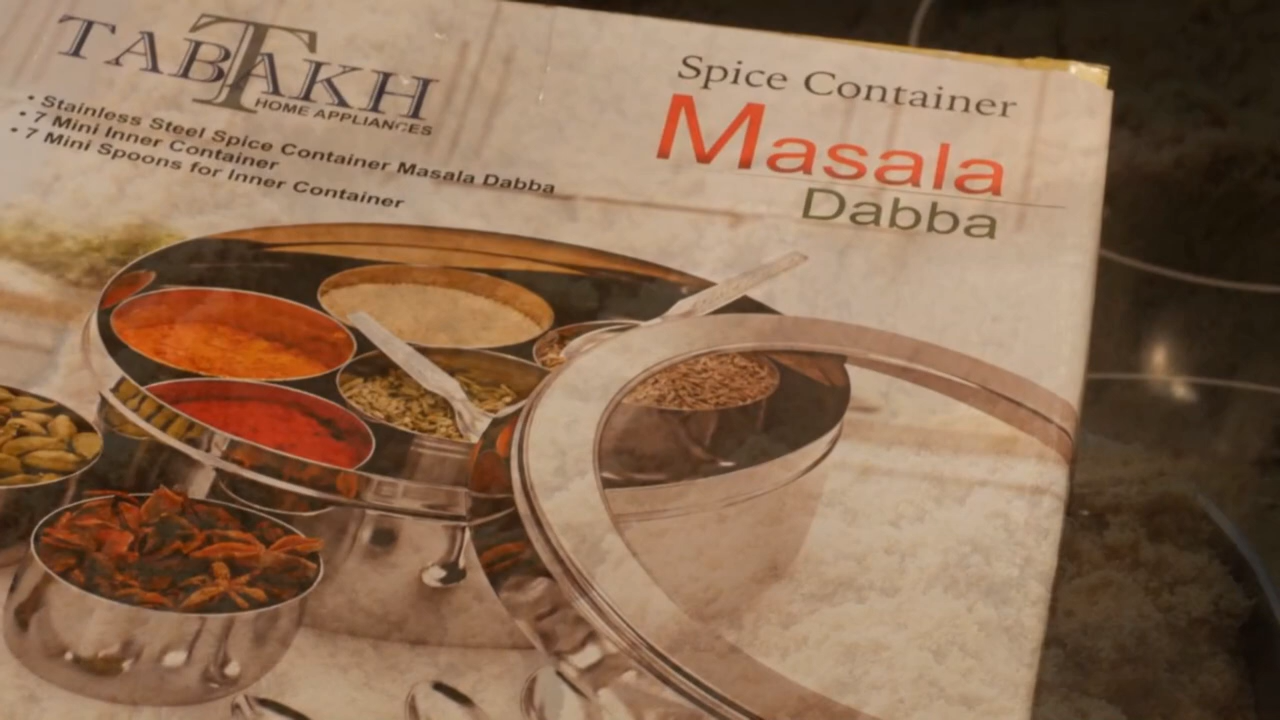 TABAKH
HOME APPLIANCES
• Stainless Steel Spice Container Masala Dabba
• 7 Mini Inner Container
• 7 Mini Spoons for Inner Container
Spice Container
Masala
Dabba